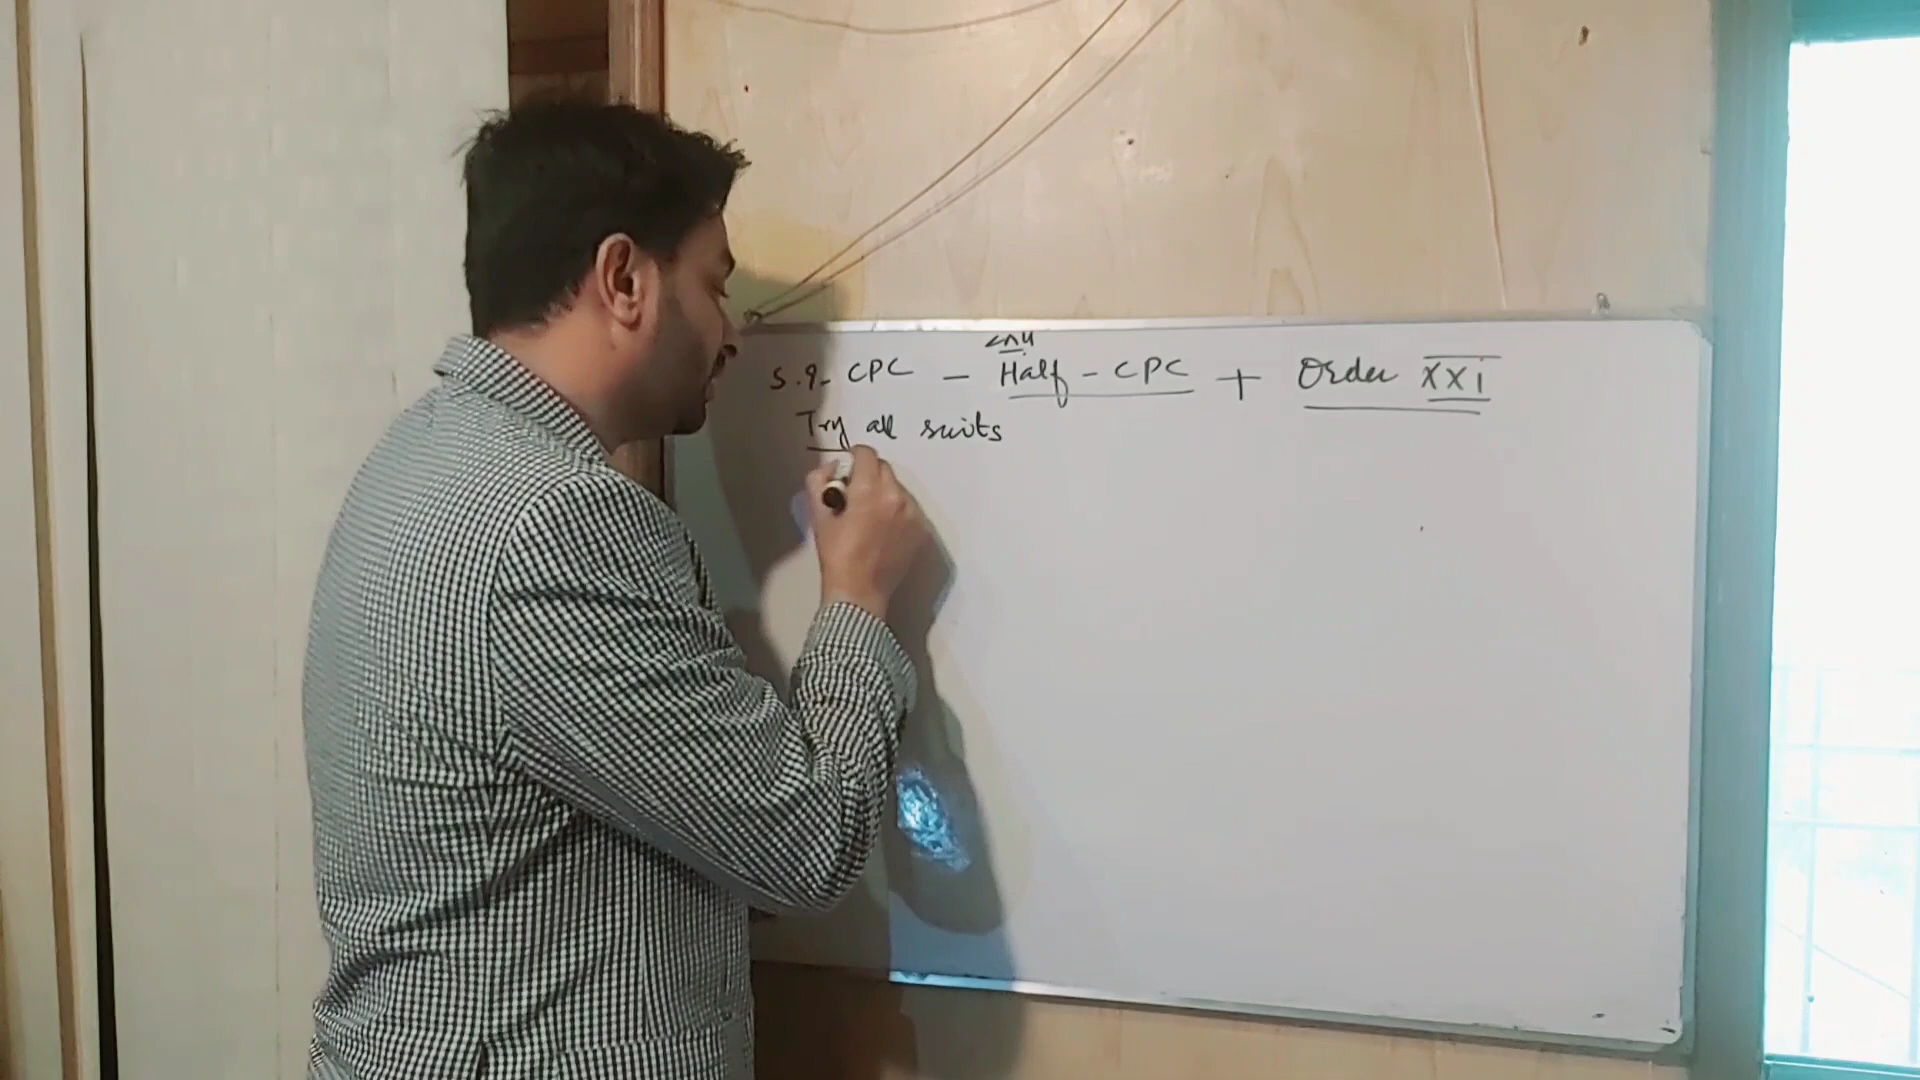 S.9- CPC - Half - CPC + Order XXI
Try all suits